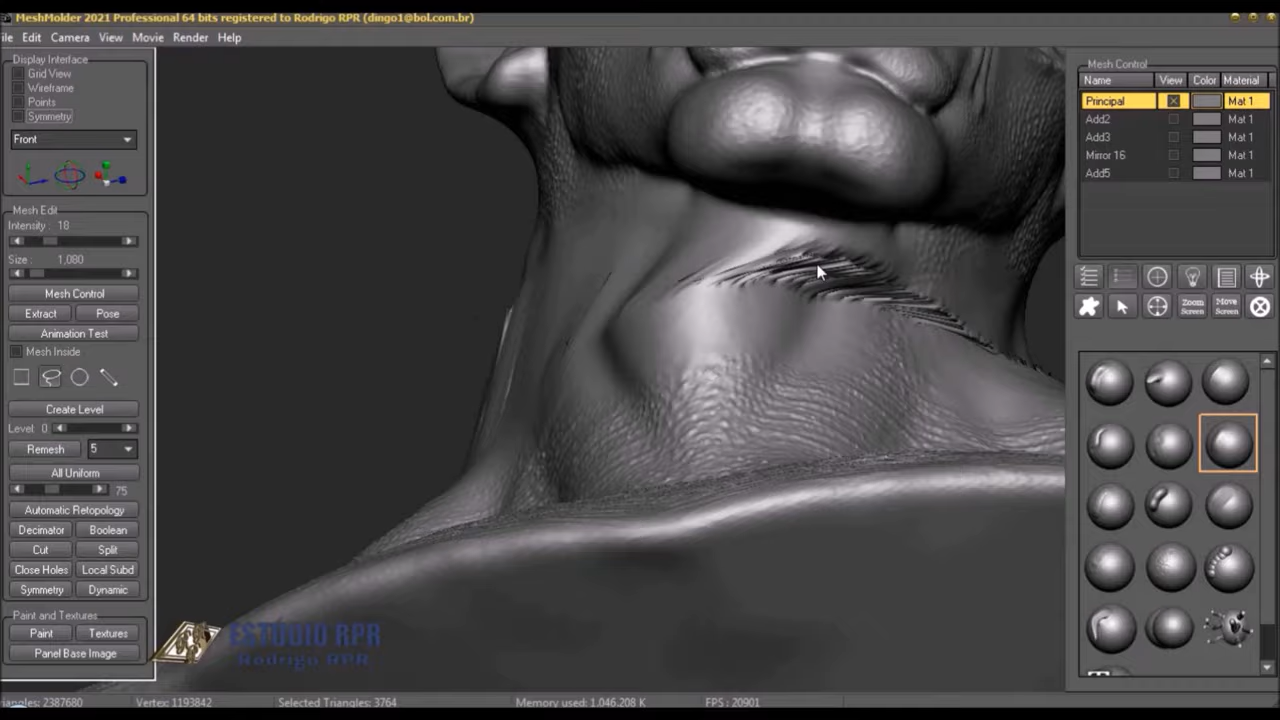 MeshMolder 2021 Professional 64 bits registered to Rodrigo RPR (dingo1@bol.com.br)
ile Edit Camera View Movie Render Help
Display Interface
Grid View
Wireframe
Points
Symmetry
Front
Mesh Edit
Intensity : 18
Size : 1,080
Mesh Control
Extract Pose
Animation Test
Mesh Inside
Create Level
Level: 0
Remesh 5
All Uniform
75
Automatic Retopology
Decimator Boolean
Cut Split
Close Holes Local Subd
Symmetry Dynamic
Paint and Textures
Paint Textures
Panel Base Image
Mesh Control
Name View Color Material
Principal Mat 1
Add2 Mat 1
Add3 Mat 1
Mirror 16 Mat 1
Add5 Mat 1
Zoom Screen Move Screen
ESTÚDIO RPR
Rodrigo RPR
iangles: 2387680 Vertex: 1193842 Selected Triangles: 3764 Memory used: 1.046.208 K FPS : 20901